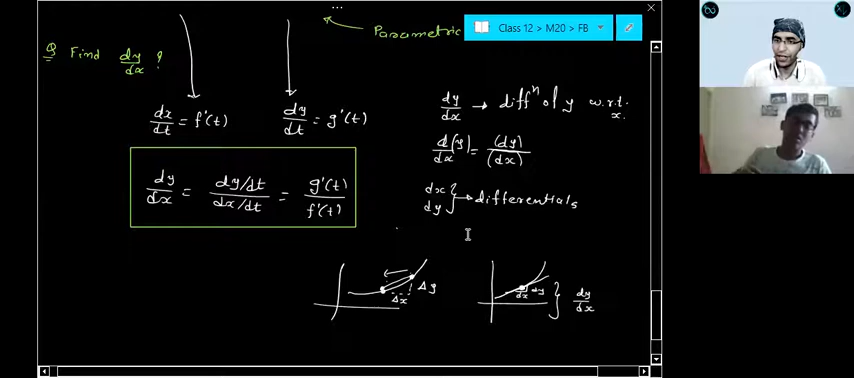 Parametric
Class 12 > M20 > FB
Q Find dy/dx ?
dx/dt = f'(t)
dy/dt = g'(t)
dy/dx = (dy/dt)/(dx/dt) = g'(t)/f'(t)
dy/dx → diffⁿ of y w.r.t. x.
d/dx (y) = (dy)/(dx)
dx
dy } → differentials
Δx Δy
dx dy } dy/dx